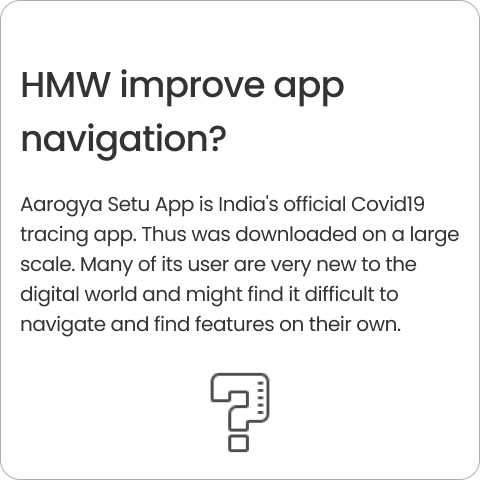 HMW improve app
navigation?
Aarogya Setu App is India's official Covid19
tracing app. Thus was downloaded on a large
scale. Many of its user are very new to the
digital world and might find it difficult to
navigate and find features on their own.